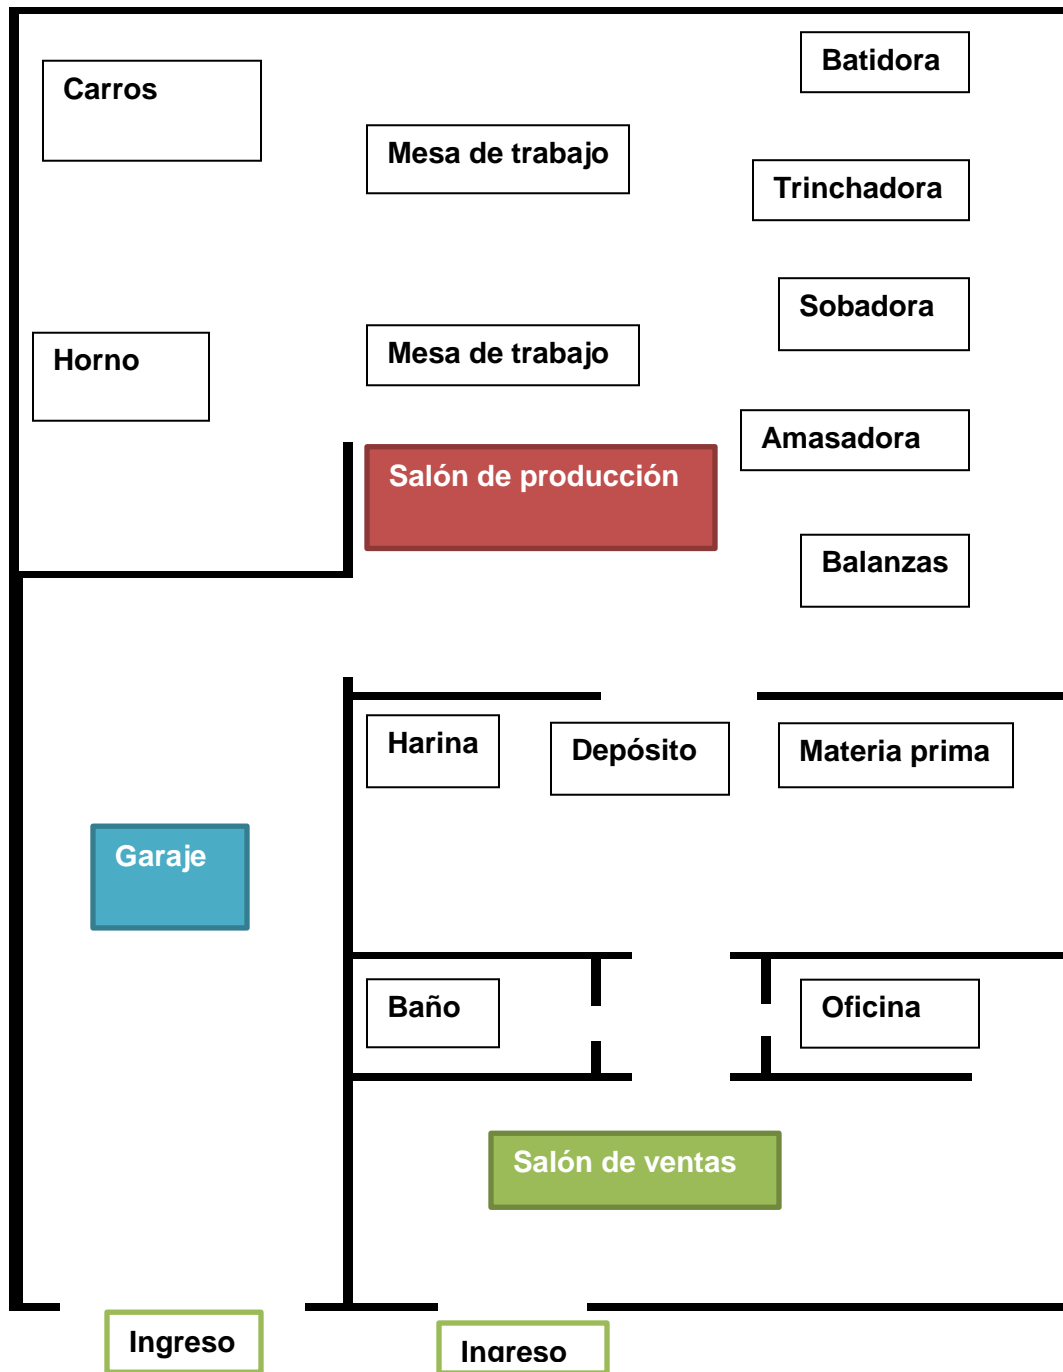 Batidora
Carros
Mesa de trabajo
Trinchadora
Sobadora
Mesa de trabajo
Horno
Amasadora
Salón de producción
Balanzas
Harina
Depósito
Materia prima
Garaje
Baño
Oficina
Salón de ventas
Ingreso
Ingreso